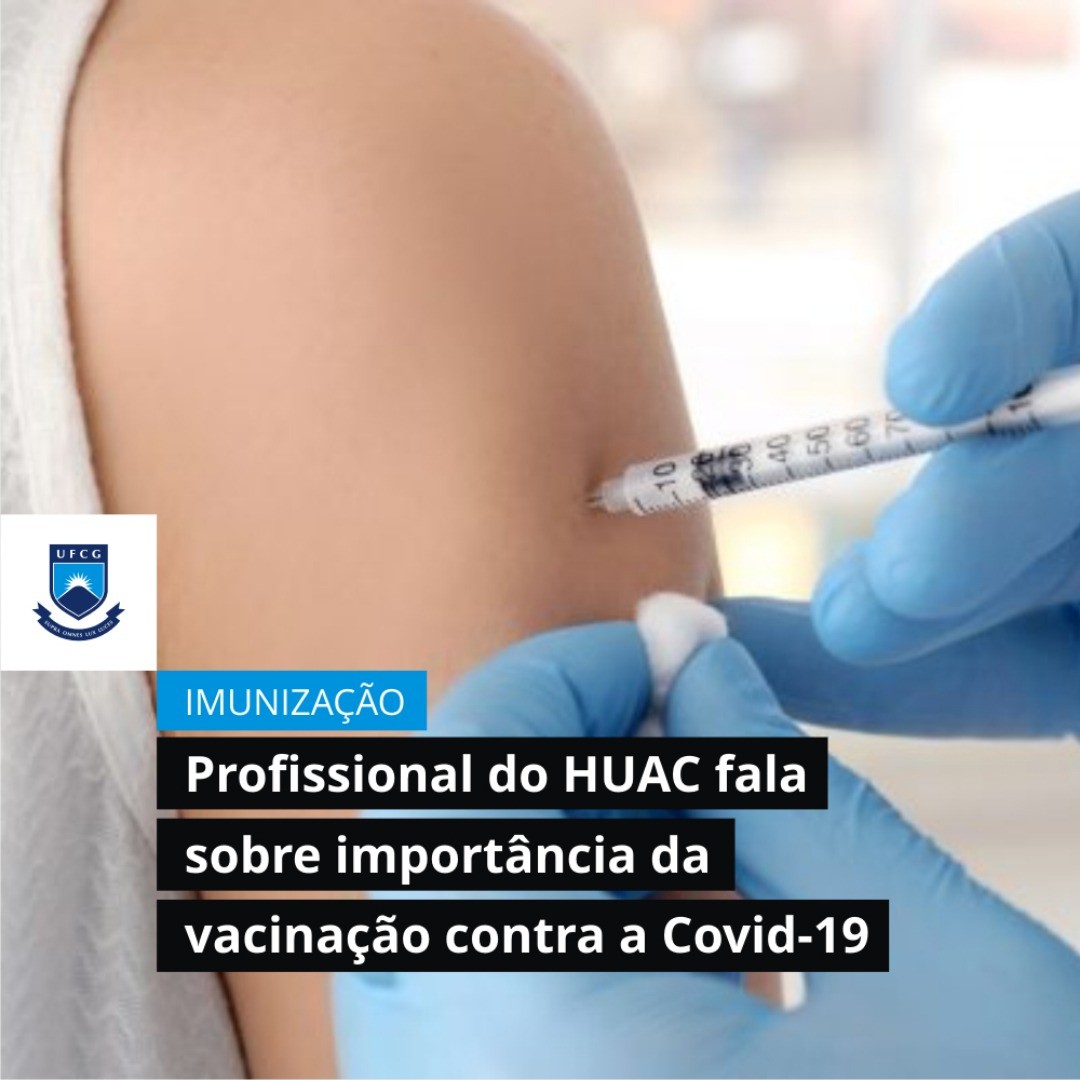 10 30 40 50 60 70
UFCG
SUPRA OMNES LUX LUCES
IMUNIZAÇÃO
Profissional do HUAC fala
sobre importância da
vacinação contra a Covid-19